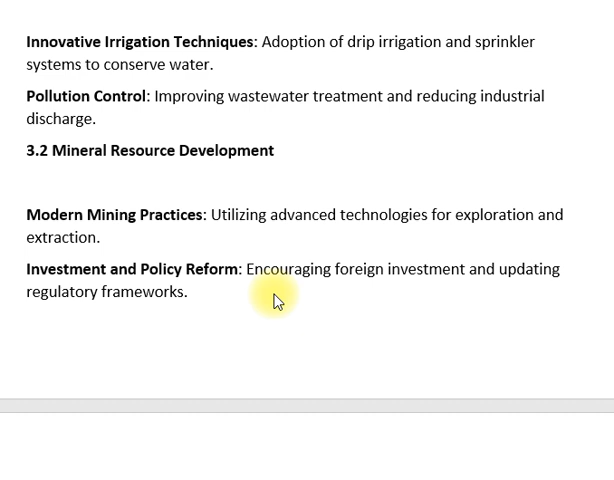 Innovative Irrigation Techniques: Adoption of drip irrigation and sprinkler
systems to conserve water.
Pollution Control: Improving wastewater treatment and reducing industrial
discharge.
3.2 Mineral Resource Development
Modern Mining Practices: Utilizing advanced technologies for exploration and
extraction.
Investment and Policy Reform: Encouraging foreign investment and updating
regulatory frameworks.